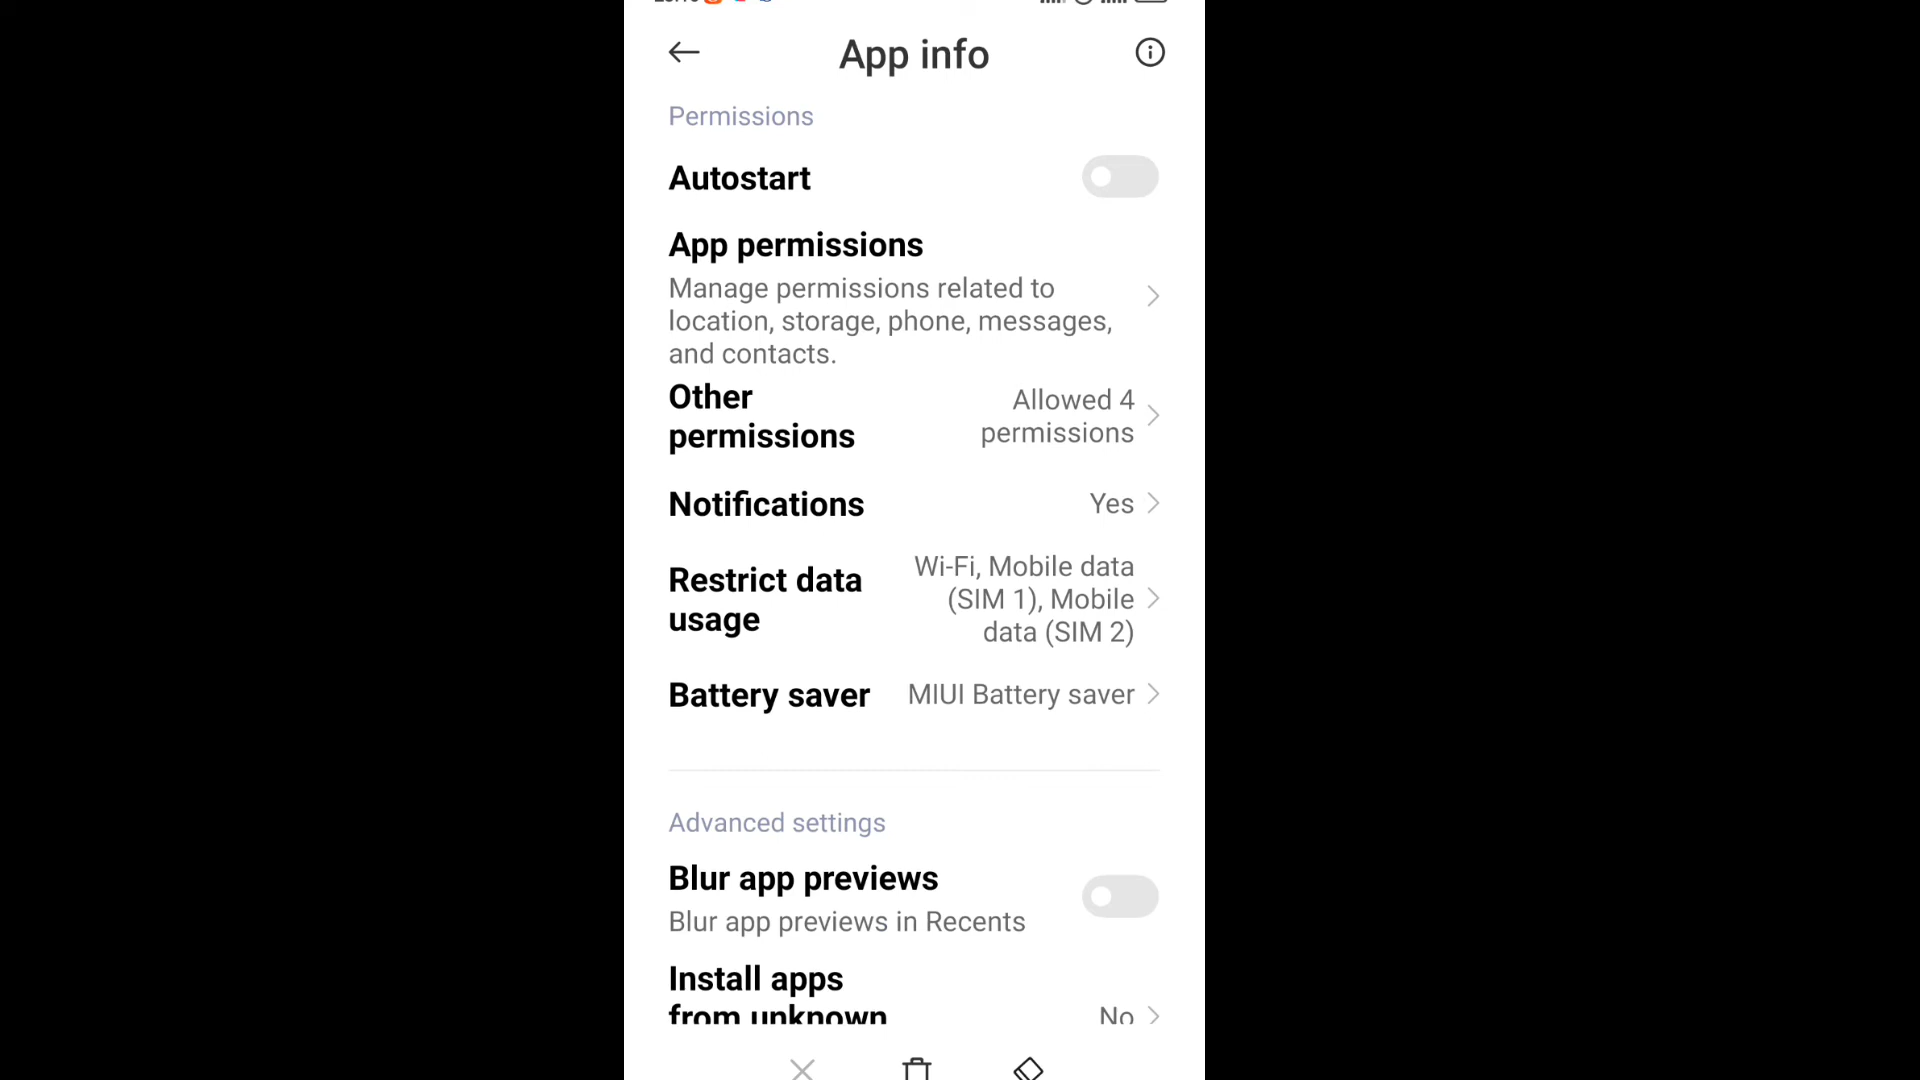 App info
Permissions
Autostart
App permissions
Manage permissions related to
location, storage, phone, messages,
and contacts.
Other
permissions
Allowed 4
permissions
Notifications
Yes
Restrict data
usage
Wi-Fi, Mobile data
(SIM 1), Mobile
data (SIM 2)
Battery saver
MIUI Battery saver
Advanced settings
Blur app previews
Blur app previews in Recents
Install apps
from unknown
No